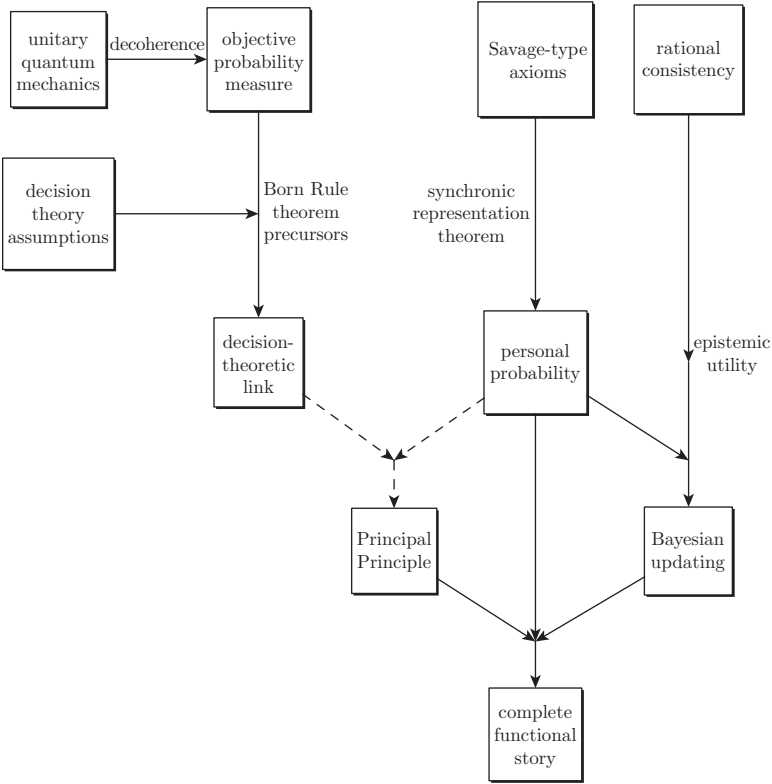 unitary
quantum
mechanics
decoherence
objective
probability
measure
Savage-type
axioms
rational
consistency
decision
theory
assumptions
Born Rule
theorem
precursors
synchronic
representation
theorem
decision-
theoretic
link
personal
probability
epistemic
utility
Principal
Principle
Bayesian
updating
complete
functional
story